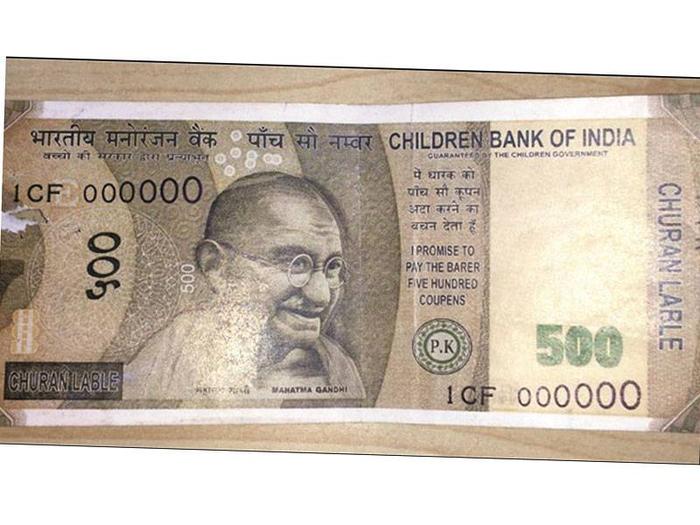 भारतीय मनोरंजन बैंक
पाँच सौ नम्बर
CHILDREN BANK OF INDIA
बच्चों की सरकार द्वारा प्रत्याभूत
GUARANTEED BY THE CHILDREN GOVERNMENT
1CF 000000
५००
500
में धारक को
पाँच सौ कूपन
अदा करने का
बचन देता हूँ
I PROMISE TO
PAY THE BARER
FIVE HUNDRED
COUPENS
P.K
500
CHURAN LABLE
CHURAN LABLE
महात्मा गांधी
MAHATMA GANDHI
1CF 000000